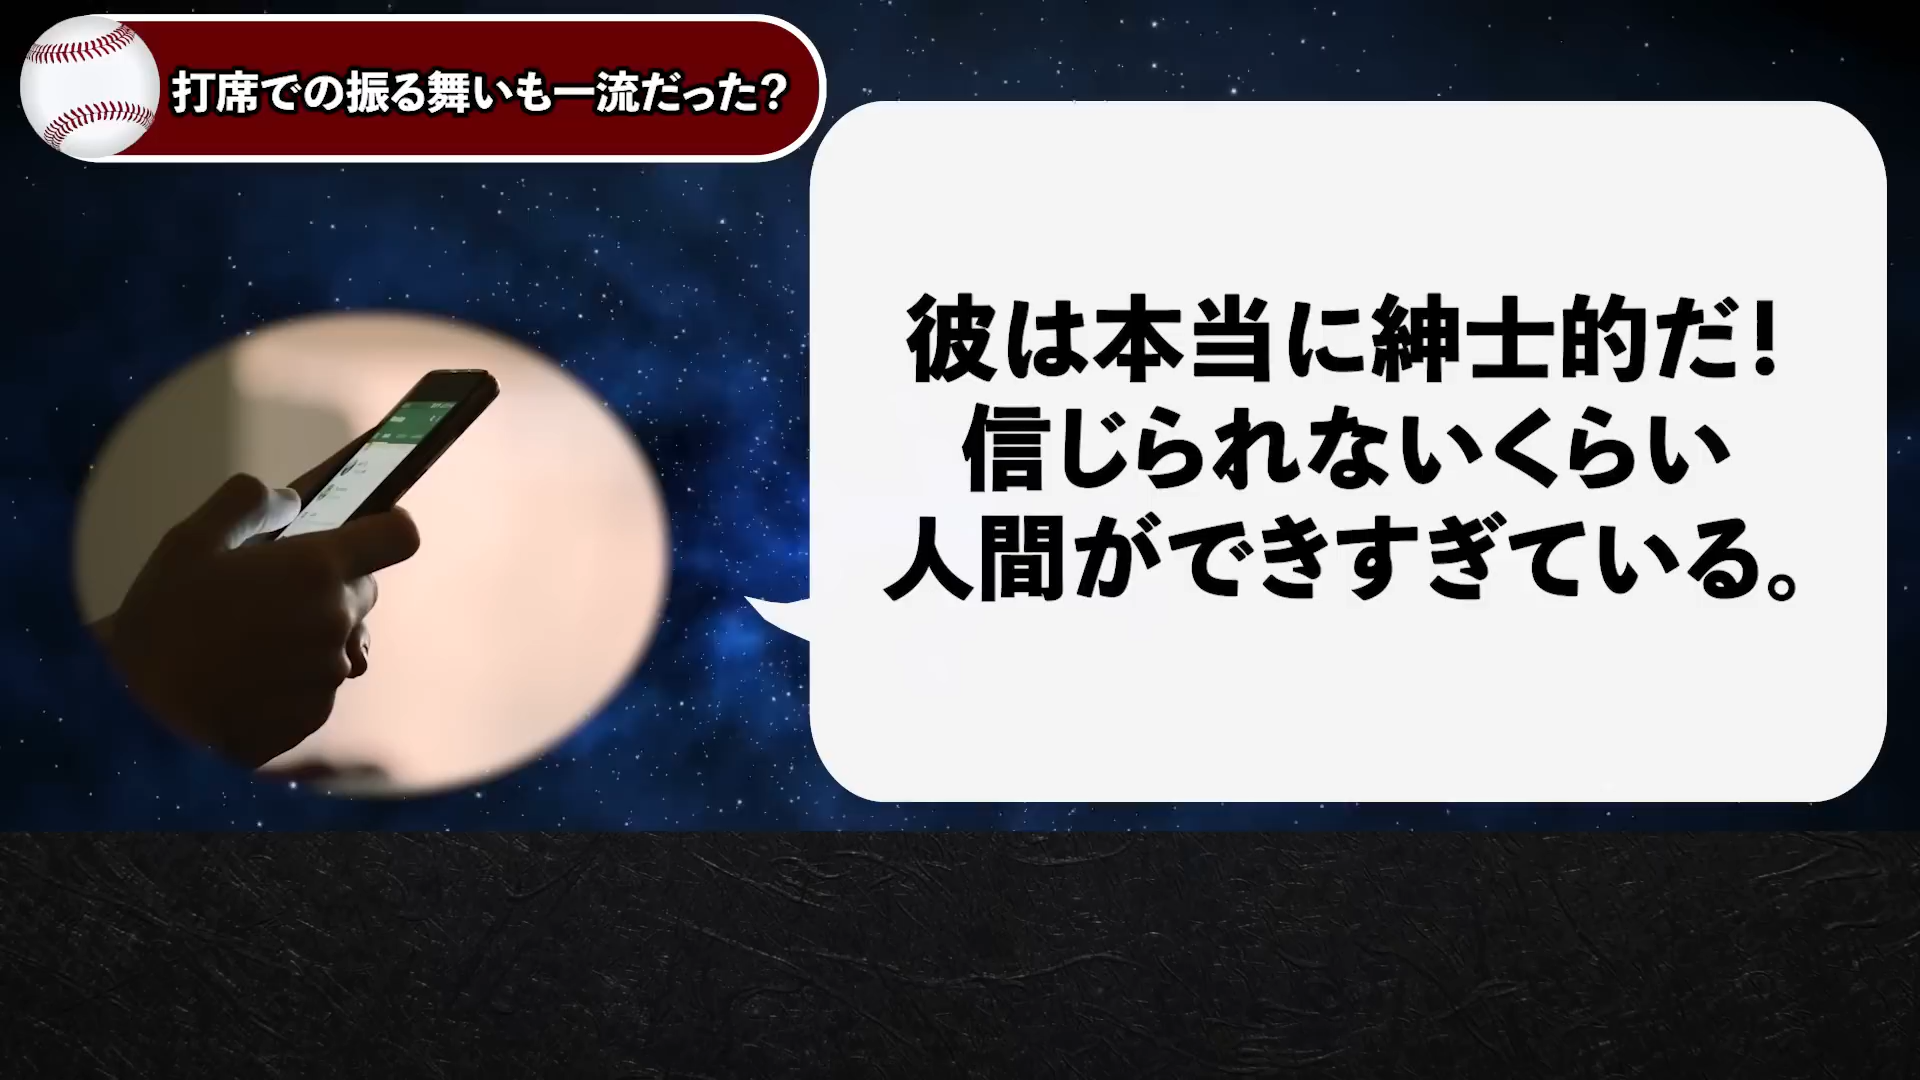 打席での振る舞いも一流だった?
彼は本当に紳士的だ!
信じられないくらい
人間ができすぎている。